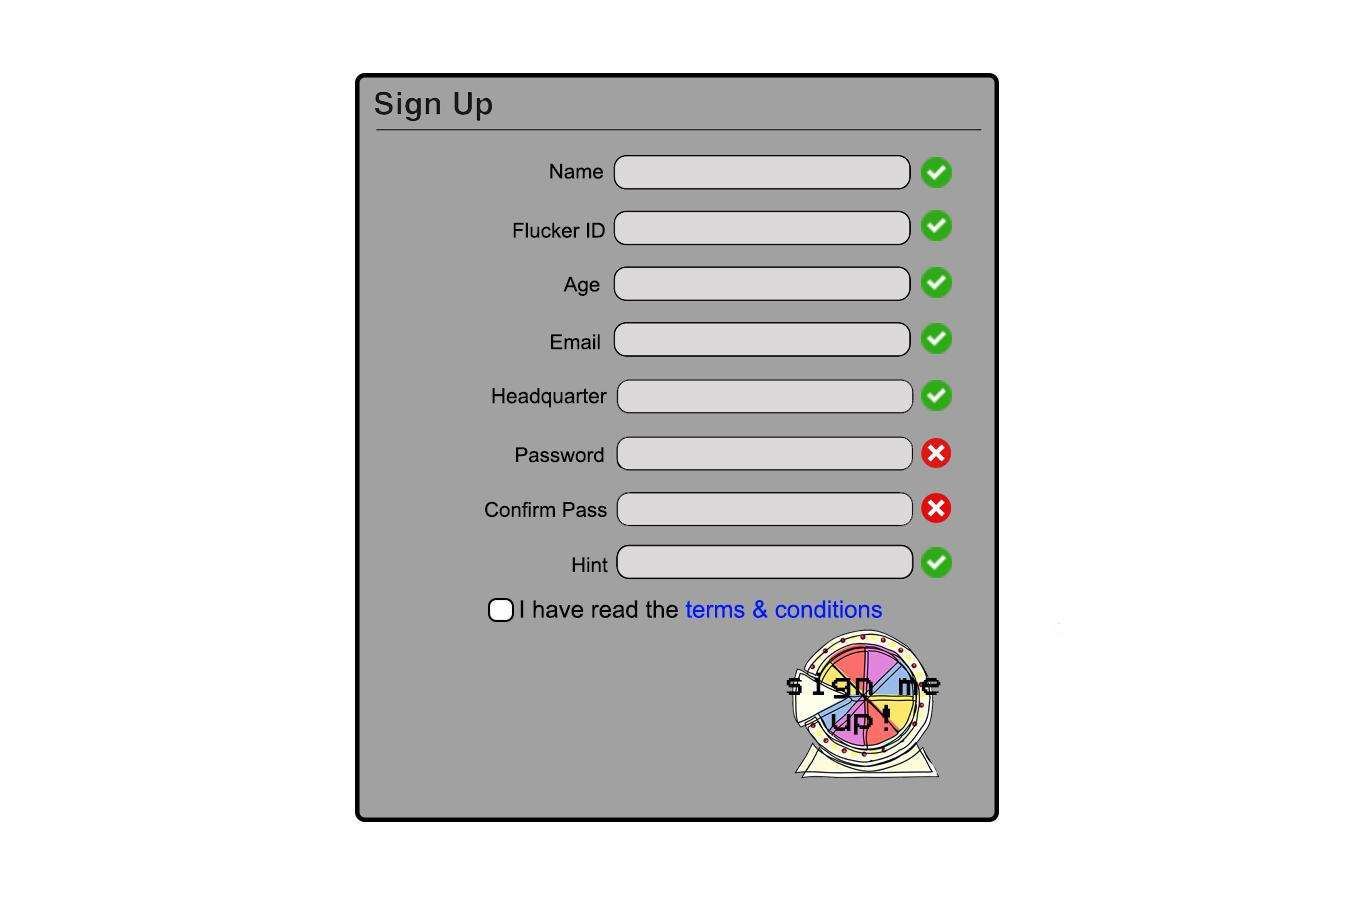 Sign Up
Name
Flucker ID
Age
Email
Headquarter
Password
Confirm Pass
Hint
I have read the terms & conditions
sign me
up!